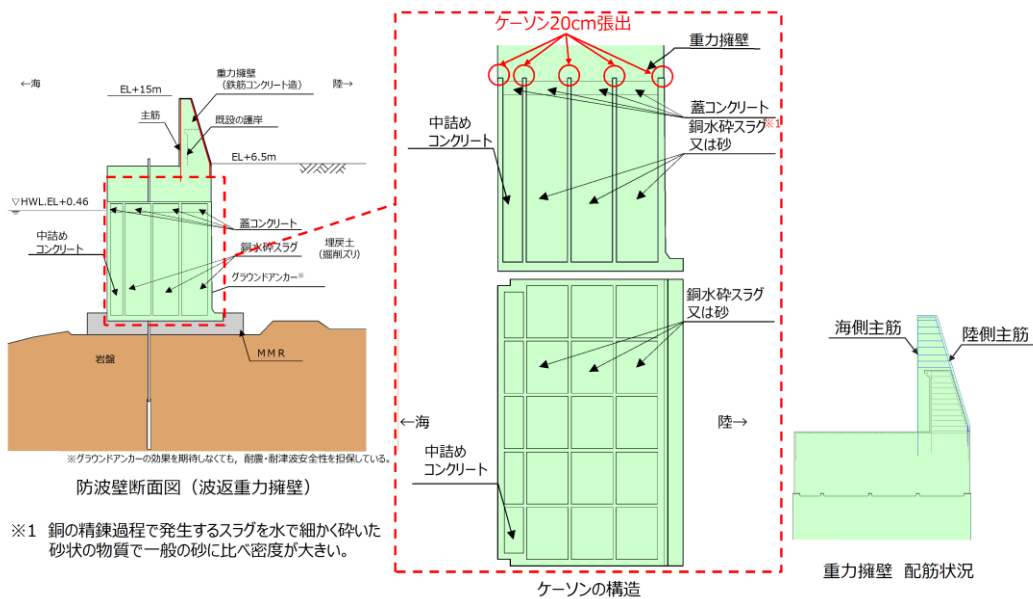 ←海
陸→
重力擁壁
(鉄筋コンクリート造)
EL+15m
主筋
既設の護岸
EL+6.5m
▽HWL.EL+0.46
蓋コンクリート
中詰め
コンクリート
銅水砕スラグ
埋戻土
(掘削ズリ)
グラウンドアンカー※
MMR
岩盤
※グラウンドアンカーの効果を期待しなくても,耐震・耐津波安全性を担保している。
防波壁断面図(波返重力擁壁)
※1 銅の精錬過程で発生するスラグを水で細かく砕いた
砂状の物質で一般の砂に比べ密度が大きい。
ケーソン20cm張出
重力擁壁
蓋コンクリート
中詰め
コンクリート
銅水砕スラグ※1
又は砂
銅水砕スラグ
又は砂
←海
陸→
中詰め
コンクリート
ケーソンの構造
海側主筋
陸側主筋
重力擁壁 配筋状況